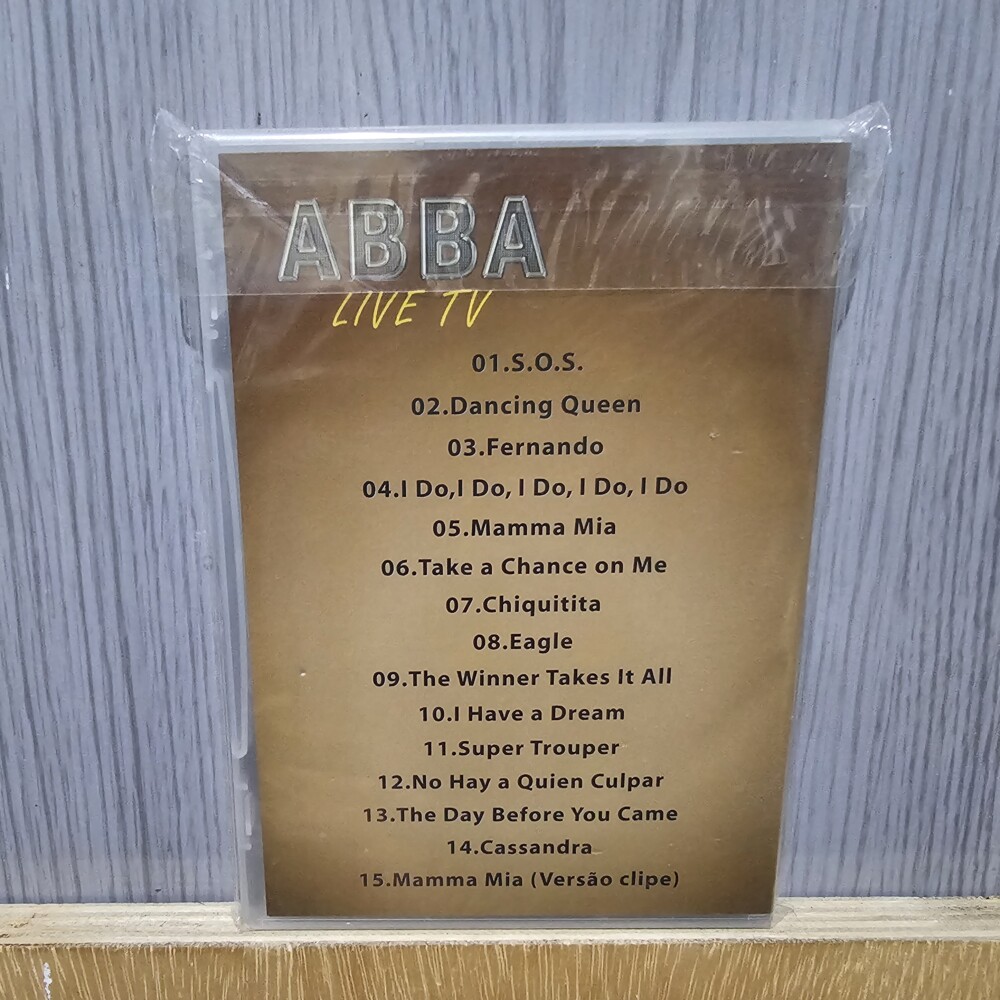 ABBA
LIVE TV
01.S.O.S.
02.Dancing Queen
03.Fernando
04.I Do,I Do, I Do, I Do, I Do
05.Mamma Mia
06.Take a Chance on Me
07.Chiquitita
08.Eagle
09.The Winner Takes It All
10.I Have a Dream
11.Super Trouper
12.No Hay a Quien Culpar
13.The Day Before You Came
14.Cassandra
15.Mamma Mia (Versão clipe)